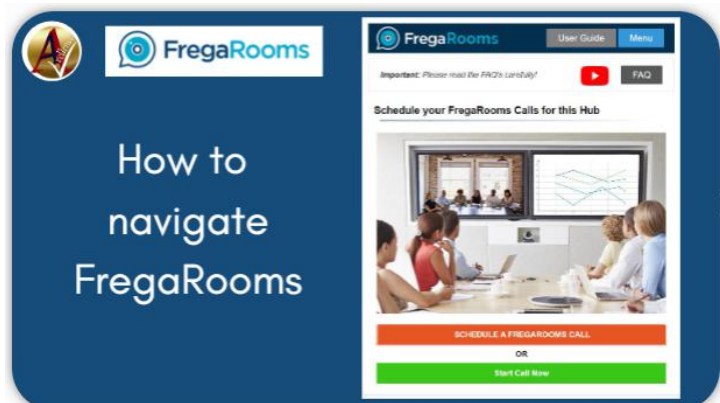 FregaRooms
How to
navigate
FregaRooms
FregaRooms
User Guide
Menu
Important: Please read the FAQ's carefully!
FAQ
Schedule your FregaRooms Calls for this Hub
SCHEDULE A FREGAROOMS CALL
OR
Start Call Now